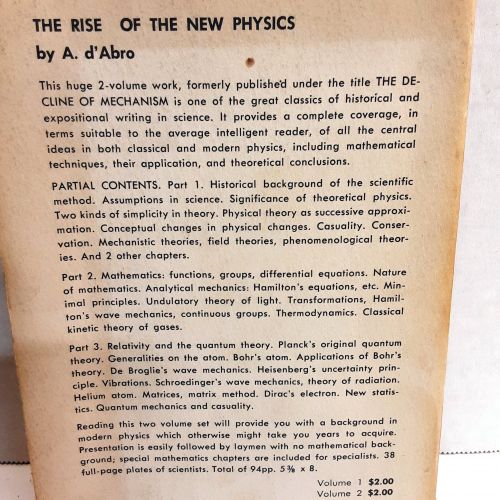 THE RISE OF THE NEW PHYSICS
by A. d'Abro
This huge 2-volume work, formerly published under the title THE DE-
CLINE OF MECHANISM is one of the great classics of historical and
expositional writing in science. It provides a complete coverage, in
terms suitable to the average intelligent reader, of all the central
ideas in both classical and modern physics, including mathematical
techniques, their application, and theoretical conclusions.
PARTIAL CONTENTS. Part 1. Historical background of the scientific
method. Assumptions in science. Significance of theoretical physics.
Two kinds of simplicity in theory. Physical theory as successive approxi-
mation. Conceptual changes in physical changes. Casuality. Conser-
vation. Mechanistic theories, field theories, phenomenological theor-
ies. And 2 other chapters.
Part 2. Mathematics: functions, groups, differential equations. Nature
of mathematics. Analytical mechanics: Hamilton's equations, etc. Min-
imal principles. Undulatory theory of light. Transformations, Hamil-
ton's wave mechanics, continuous groups. Thermodynamics. Classical
kinetic theory of gases.
Part 3. Relativity and the quantum theory. Planck's original quantum
theory. Generalities on the atom. Bohr's atom. Applications of Bohr's
theory. De Broglie's wave mechanics. Heisenberg's uncertainty prin-
ciple. Vibrations. Schroedinger's wave mechanics, theory of radiation.
Helium atom. Matrices, matrix method. Dirac's electron. New statis-
tics. Quantum mechanics and casuality.
Reading this two volume set will provide you with a background in
modern physics which otherwise might take you years to acquire.
Presentation is easily followed by laymen with no mathematical back-
ground; special mathematics chapters are included for specialists. 38
full-page plates of scientists. Total of 94pp. 5⅜ x 8.
Volume 1 $2.00
Volume 2 $2.00